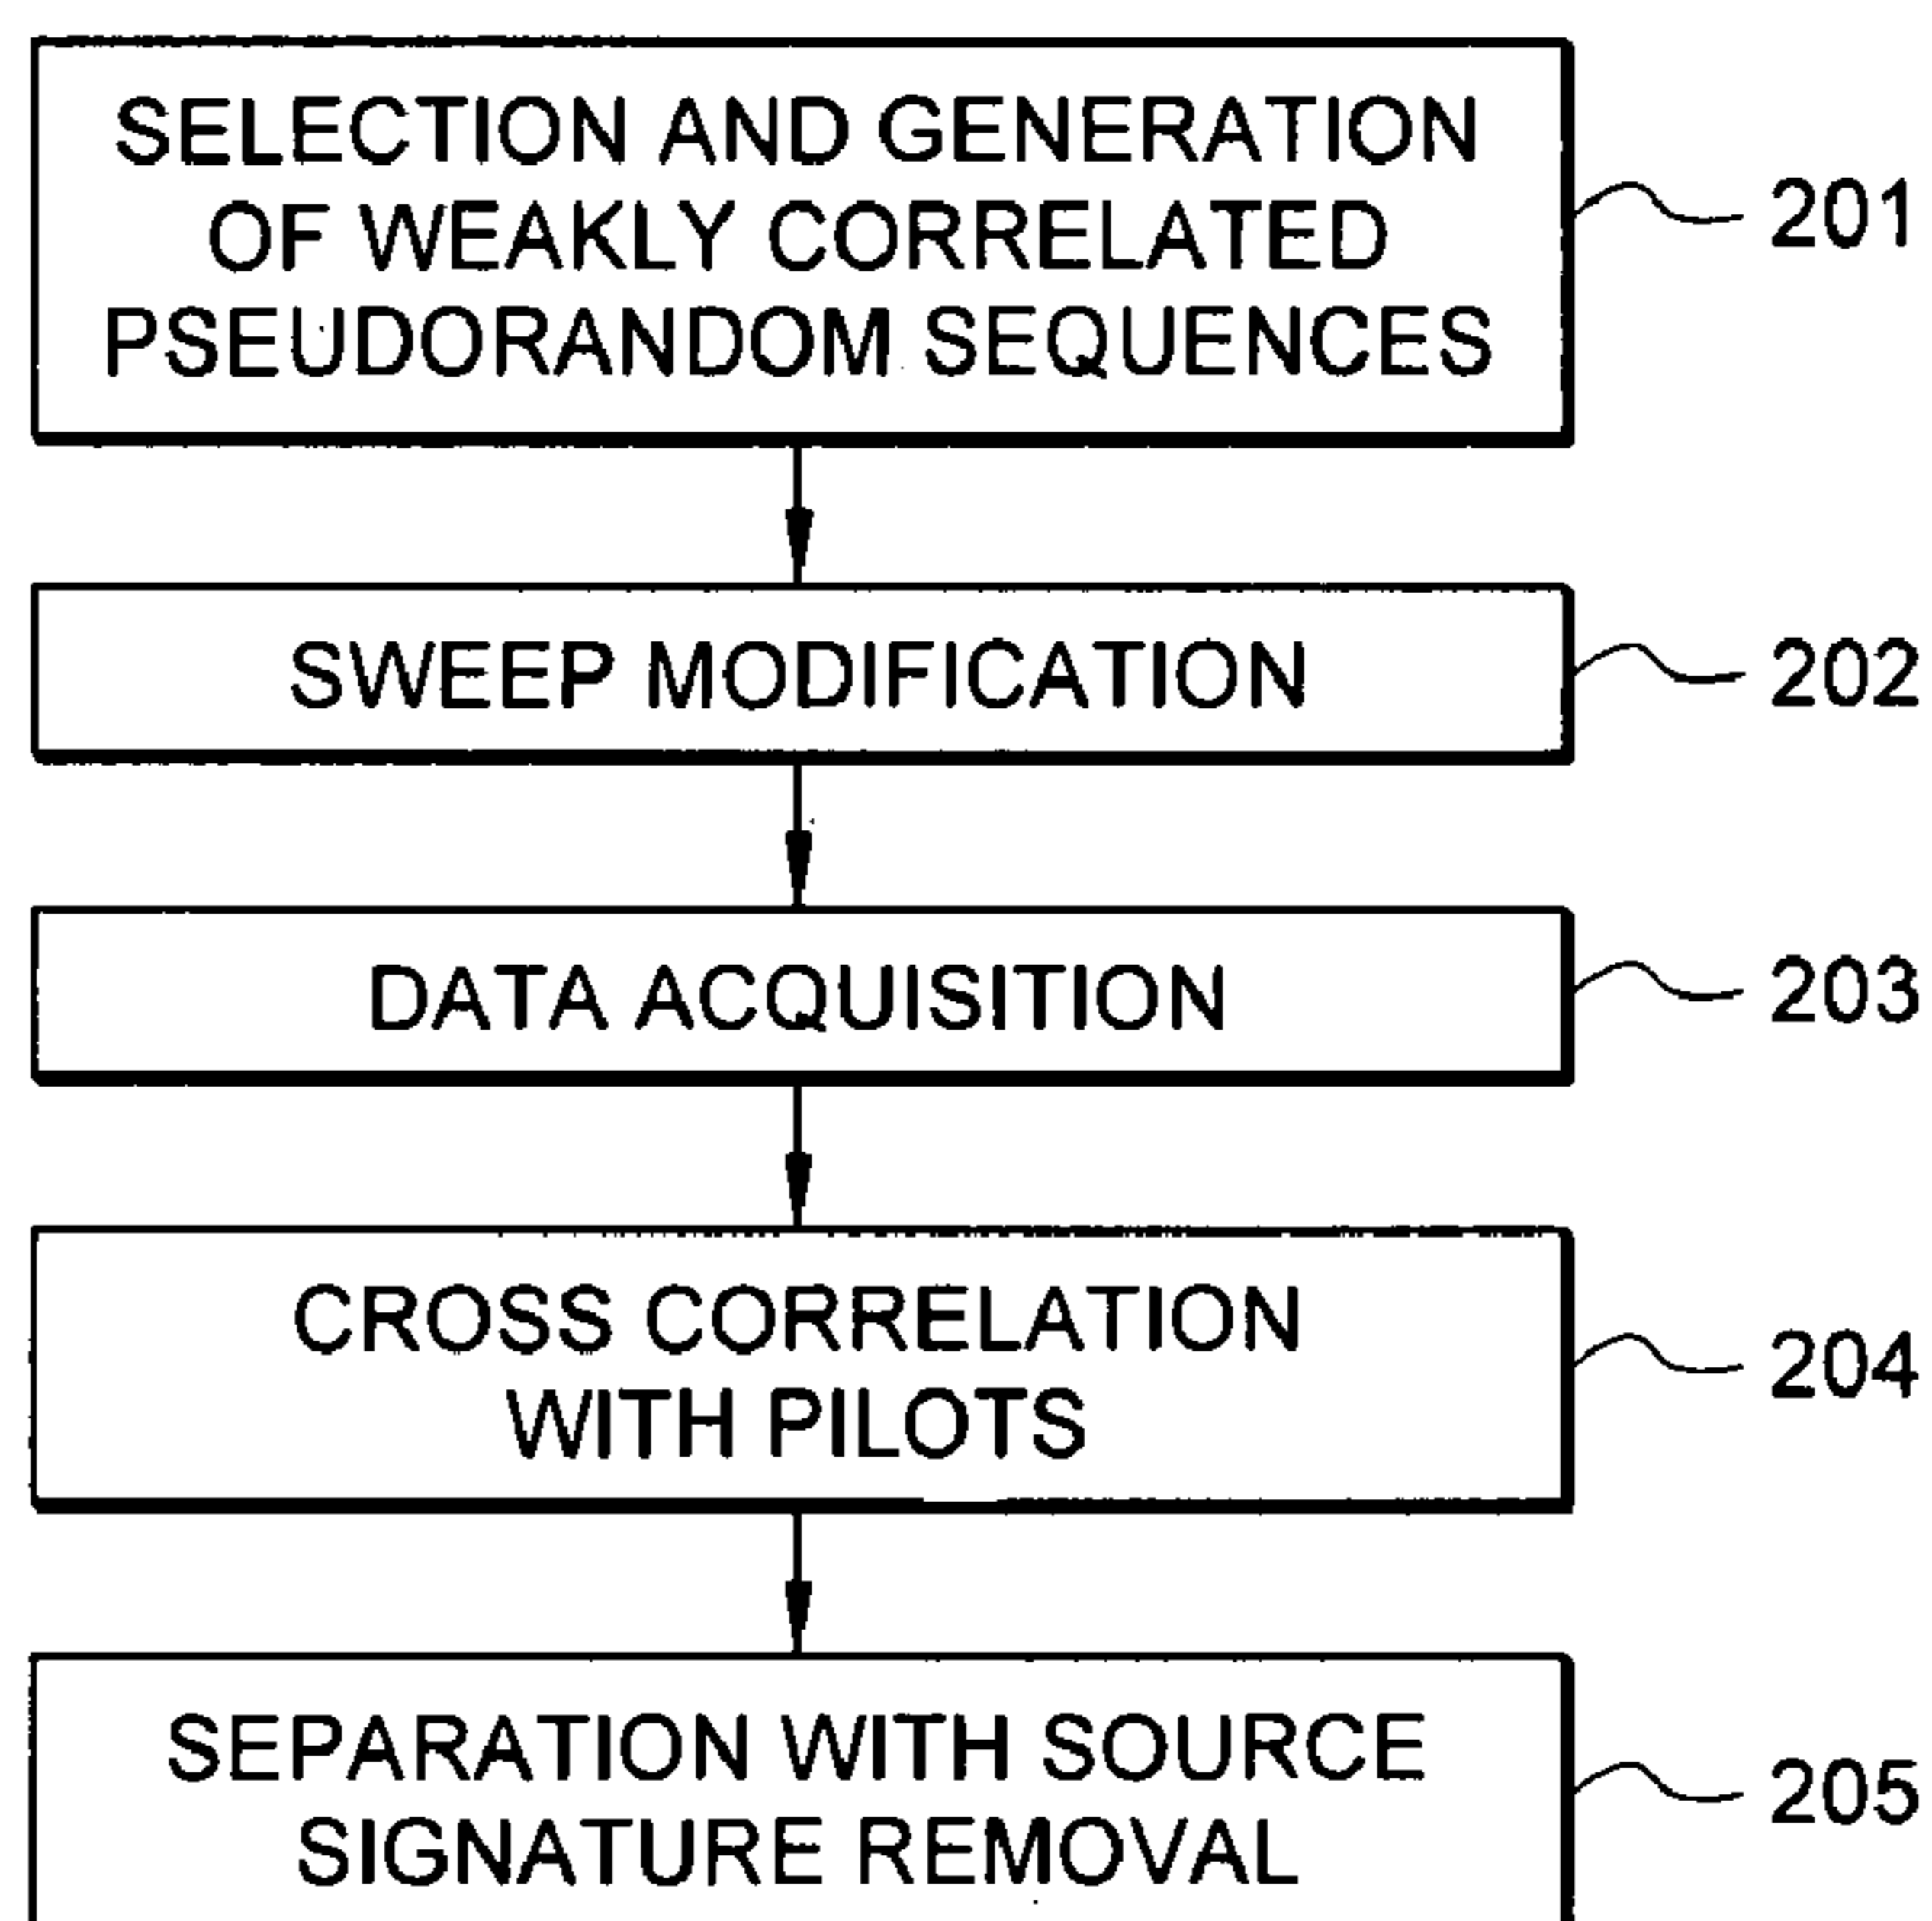 SELECTION AND GENERATION
OF WEAKLY CORRELATED
PSEUDORANDOM SEQUENCES
201
SWEEP MODIFICATION
202
DATA ACQUISITION
203
CROSS CORRELATION
WITH PILOTS
204
SEPARATION WITH SOURCE
SIGNATURE REMOVAL
205